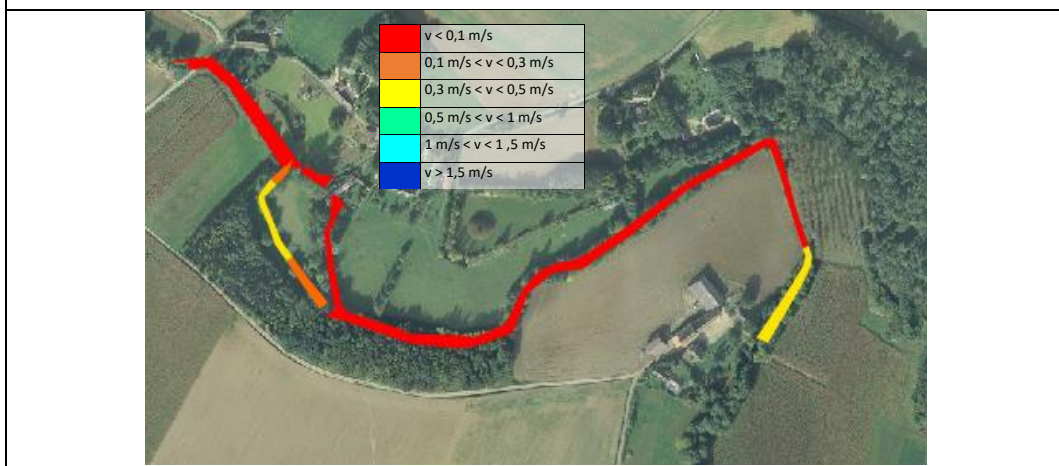 v < 0,1 m/s
0,1 m/s < v < 0,3 m/s
0,3 m/s < v < 0,5 m/s
0,5 m/s < v < 1 m/s
1 m/s < v < 1 ,5 m/s
v > 1,5 m/s